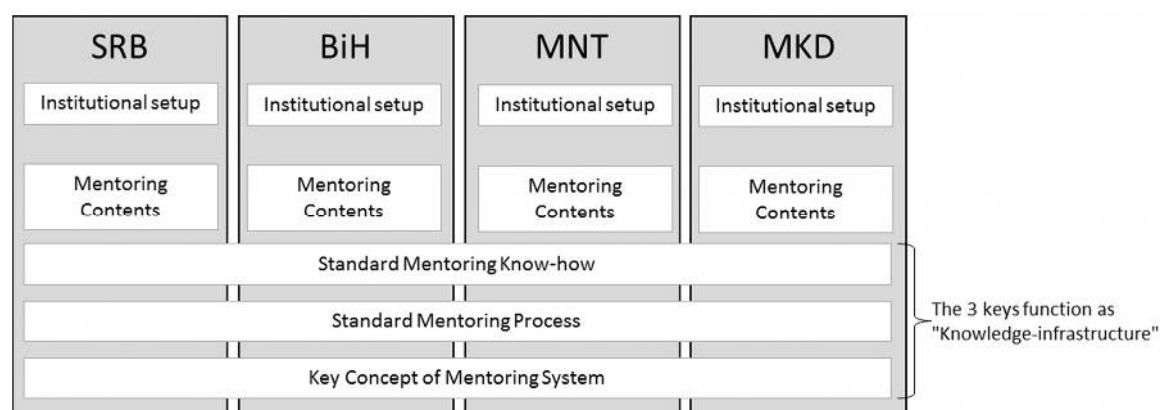 SRB
BiH
MNT
MKD
Institutional setup
Institutional setup
Institutional setup
Institutional setup
Mentoring
Contents
Mentoring
Contents
Mentoring
Contents
Mentoring
Contents
Standard Mentoring Know-how
Standard Mentoring Process
Key Concept of Mentoring System
The 3 keys function as
"Knowledge-infrastructure"